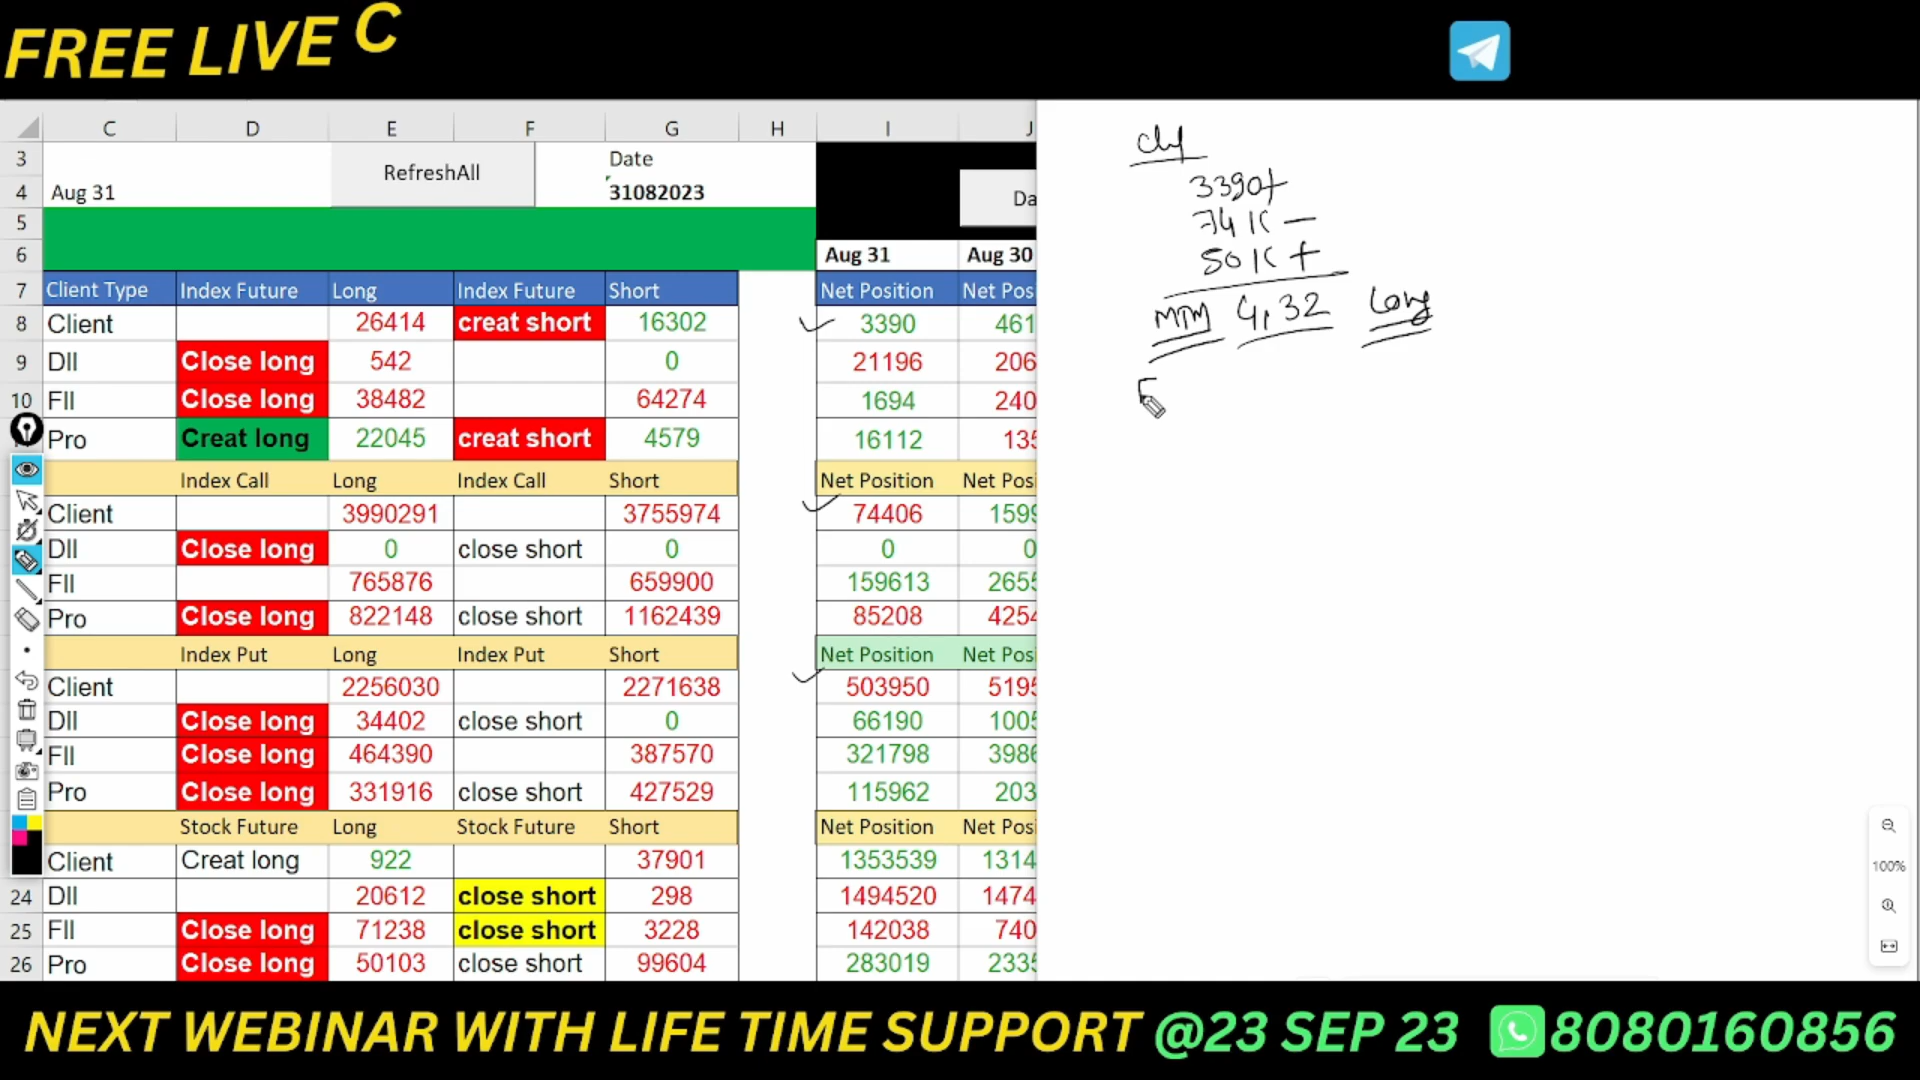 FREE LIVE C
C D E F G H I J
3 RefreshAll Date
4 Aug 31 31082023 Da
5
6 Aug 31 Aug 30
7 Client Type Index Future Long Index Future Short Net Position Net Pos
8 Client 26414 creat short 16302 3390 461
9 DII Close long 542 0 21196 206
10 FII Close long 38482 64274 1694 240
Pro Creat long 22045 creat short 4579 16112 135
Index Call Long Index Call Short Net Position Net Pos
Client 3990291 3755974 74406 1599
DII Close long 0 close short 0 0 0
FII 765876 659900 159613 2655
Pro Close long 822148 close short 1162439 85208 4254
Index Put Long Index Put Short Net Position Net Pos
Client 2256030 2271638 503950 5195
DII Close long 34402 close short 0 66190 1005
FII Close long 464390 387570 321798 3986
Pro Close long 331916 close short 427529 115962 203
Stock Future Long Stock Future Short Net Position Net Pos
Client Creat long 922 37901 1353539 1314
24 DII 20612 close short 298 1494520 1474
25 FII Close long 71238 close short 3228 142038 740
26 Pro Close long 50103 close short 99604 283019 2335
3390+
74K -
50K +
MTM 4,32 Long
100%
NEXT WEBINAR WITH LIFE TIME SUPPORT @23 SEP 23 8080160856